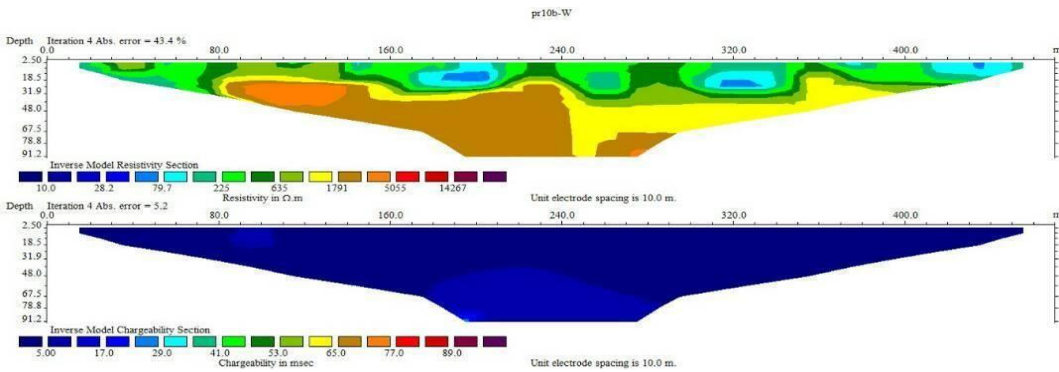 pr10b-W
Depth Iteration 4 Abs. error = 43.4 %
0.0 80.0 160.0 240.0 320.0 400.0 m
2.50
18.5
31.9
48.0
67.5
78.8
91.2
Inverse Model Resistivity Section
10.0 28.2 79.7 225 635 1791 5055 14267
Resistivity in Ω.m Unit electrode spacing is 10.0 m.
Depth Iteration 4 Abs. error = 5.2
0.0 80.0 160.0 240.0 320.0 400.0 m
2.50
18.5
31.9
48.0
67.5
78.8
91.2
Inverse Model Chargeability Section
5.00 17.0 29.0 41.0 53.0 65.0 77.0 89.0
Chargeability in msec Unit electrode spacing is 10.0 m.